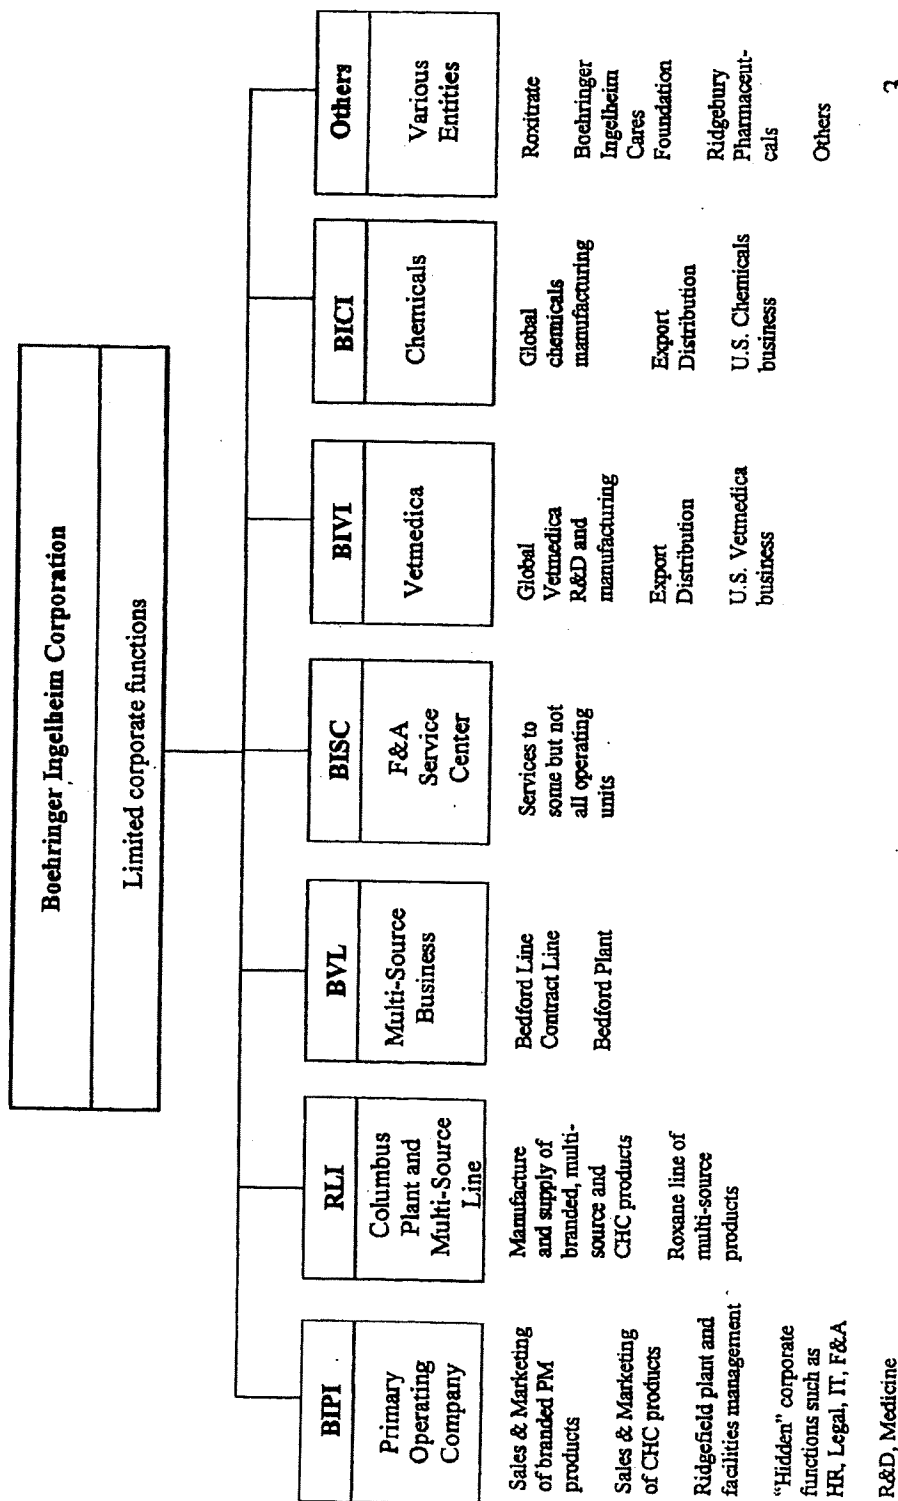 Boehringer Ingelheim Corporation
Limited corporate functions
BIPI
Primary
Operating
Company
Sales & Marketing
of branded PM
products
Sales & Marketing
of CHC products
Ridgefield plant and
facilities management
"Hidden" corporate
functions such as
HR, Legal, IT, F&A
R&D, Medicine
RLI
Columbus
Plant and
Multi-Source
Line
Manufacture
and supply of
branded, multi-
source and
CHC products
Roxane line of
multi-source
products
BVL
Multi-Source
Business
Bedford Line
Contract Line
Bedford Plant
BISC
F&A
Service
Center
Services to
some but not
all operating
units
BIVI
Vetmedica
Global
Vetmedica
R&D and
manufacturing
Export
Distribution
U.S. Vetmedica
business
BICI
Chemicals
Global
chemicals
manufacturing
Export
Distribution
U.S. Chemicals
business
Others
Various
Entities
Roxitrate
Boehringer
Ingelheim
Cares
Foundation
Ridgebury
Pharmaceut-
cals
Others